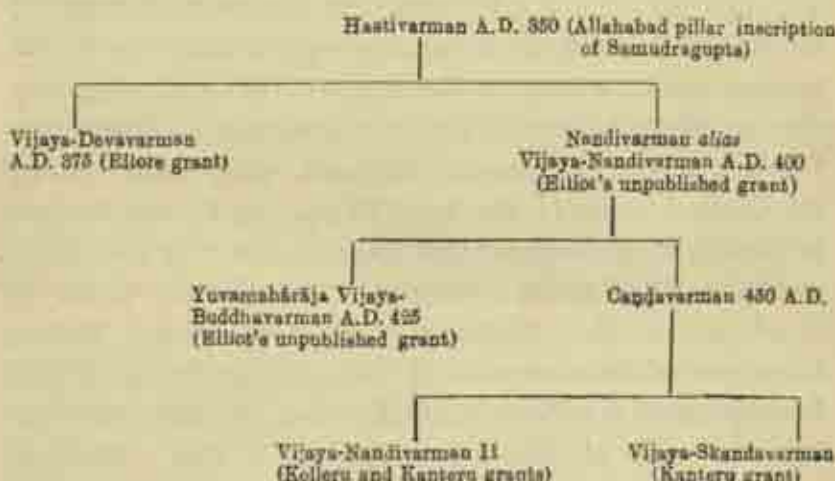 Hastivarman A.D. 350 (Allahabad pillar inscription
of Samudragupta)
Vijaya-Devavarman
A.D. 375 (Ellore grant)
Nandivarman alias
Vijaya-Nandivarman A.D. 400
(Elliot's unpublished grant)
Yuvamahārāja Vijaya-
Buddhavarman A.D. 425
(Elliot's unpublished grant)
Caṇḍavarman 450 A.D.
Vijaya-Nandivarman II
(Kolleru and Kanteru grants)
Vijaya-Skandavarman
(Kanteru grant)